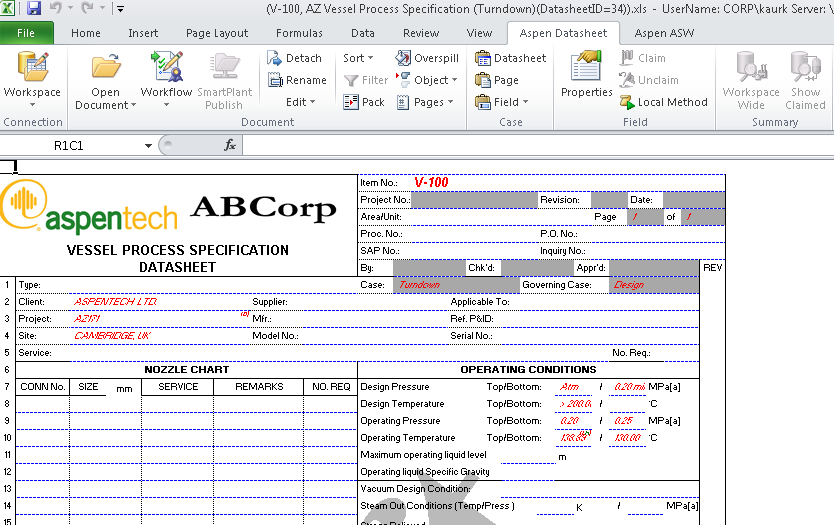 (V-100, AZ Vessel Process Specification (Turndown)(DatasheetID=34)).xls - UserName: CORP\kaurk Server: V
File Home Insert Page Layout Formulas Data Review View Aspen Datasheet Aspen ASW
Workspace
Connection
Open Document
Workflow
SmartPlant Publish
Detach
Rename
Edit
Sort
Filter
Pack
Overspill
Object
Pages
Document
Datasheet
Page
Field
Case
Properties
Claim
Unclaim
Local Method
Field
Workspace Wide
Show Claimed
Summary
R1C1 fx
aspentech ABCorp
VESSEL PROCESS SPECIFICATION
DATASHEET
Item No.: V-100
Project No.: Revision: Date:
Area/Unit: Page 1 of 1
Proc. No.: P.O. No.:
SAP No.: Inquiry No.:
By: Chk'd: Appr'd: REV
1 Type: Case: Turndown Governing Case: Design
2 Client: ASPENTECH LTD. Supplier: Applicable To:
3 Project: AZ171 Mfr.: Ref. P&ID:
4 Site: CAMBRIDGE, UK Model No.: Serial No.:
5 Service: No. Req.:
6 NOZZLE CHART OPERATING CONDITIONS
7 CONN No. SIZE mm SERVICE REMARKS NO. REQ Design Pressure Top/Bottom: Atm / 0.20 mi MPa[a]
8 Design Temperature Top/Bottom: > 200.0 / °C
9 Operating Pressure Top/Bottom: 0.20 / 0.25 MPa[a]
10 Operating Temperature Top/Bottom: / 130.00 °C
11 Maximum operating liquid level m
12 Operating liquid Specific Gravity
13 Vacuum Design Condition:
14 Steam Out Conditions (Temp/Press ) K / MPa[a]
15